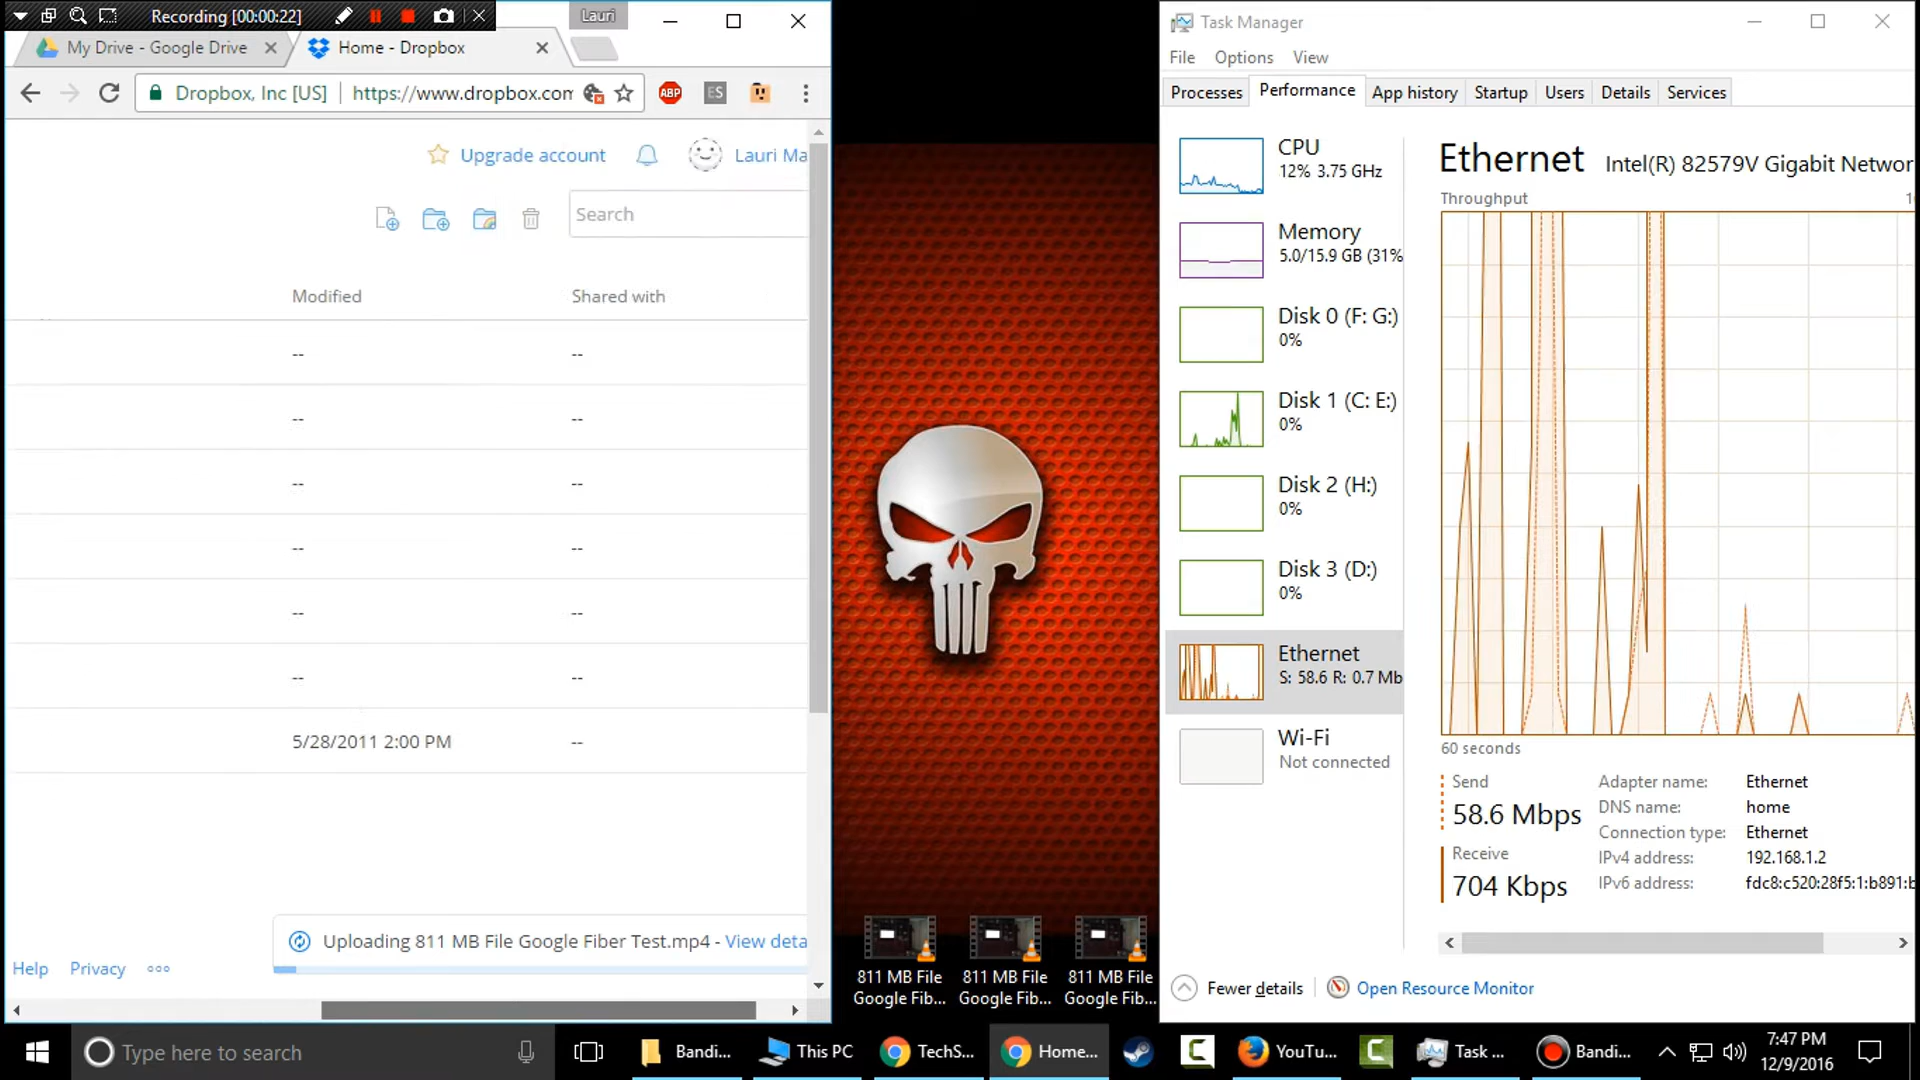 Recording [00:00:22]
Lauri
My Drive - Google Drive
Home - Dropbox
Dropbox, Inc [US]
https://www.dropbox.com
ABP
ES
Upgrade account
Lauri Ma
Search
Modified
Shared with
--
--
--
--
--
--
--
--
--
--
--
--
5/28/2011 2:00 PM
--
Uploading 811 MB File Google Fiber Test.mp4 - View deta
Help
Privacy
811 MB File
Google Fib...
811 MB File
Google Fib...
811 MB File
Google Fib...
Task Manager
File
Options
View
Processes
Performance
App history
Startup
Users
Details
Services
CPU
12% 3.75 GHz
Memory
5.0/15.9 GB (31%
Disk 0 (F: G:)
0%
Disk 1 (C: E:)
0%
Disk 2 (H:)
0%
Disk 3 (D:)
0%
Ethernet
S: 58.6 R: 0.7 Mb
Wi-Fi
Not connected
Ethernet
Intel(R) 82579V Gigabit Networ
Throughput
60 seconds
Send
58.6 Mbps
Receive
704 Kbps
Adapter name: Ethernet
DNS name: home
Connection type: Ethernet
IPv4 address: 192.168.1.2
IPv6 address: fdc8:c520:28f5:1:b891:b
Fewer details
Open Resource Monitor
Type here to search
Bandi...
This PC
TechS...
Home...
YouTu...
Task ...
Bandi...
7:47 PM
12/9/2016